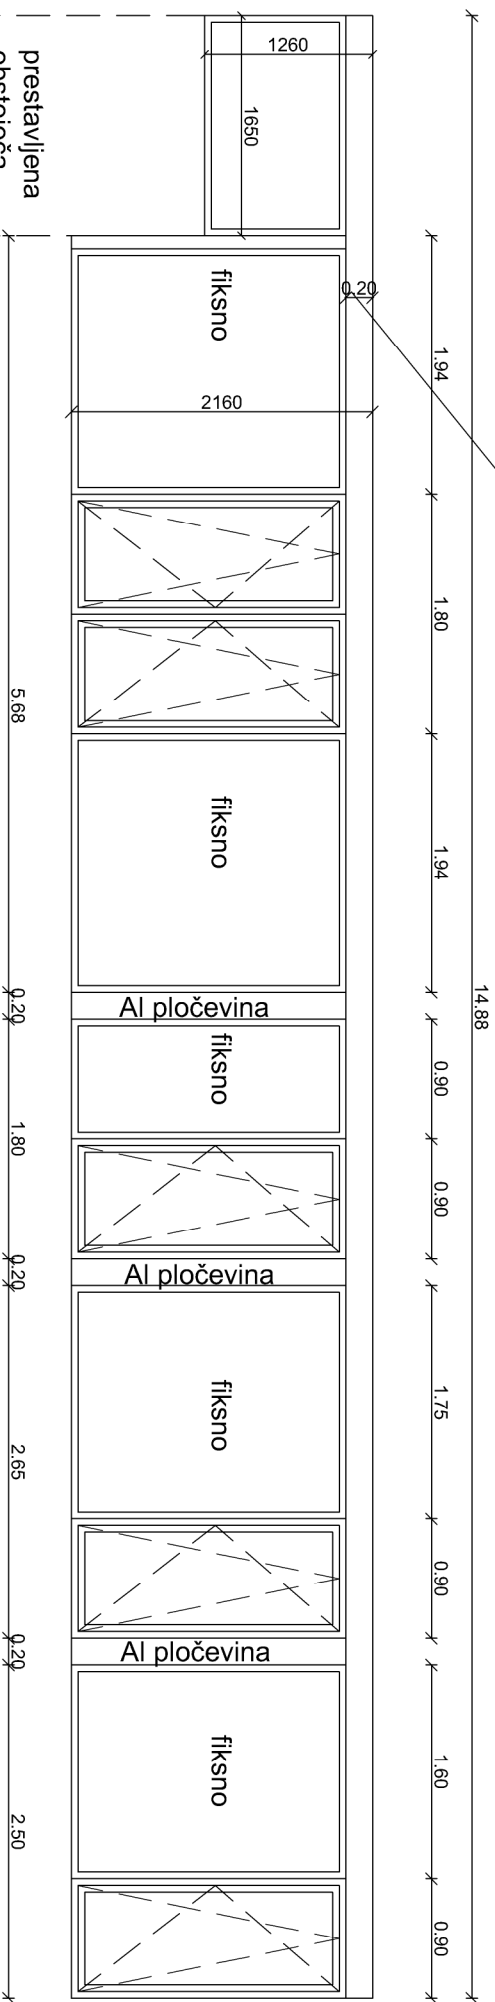 14.88
1.94
1.80
1.94
0.90
0.90
1.75
0.90
1.60
0.90
0.20
1260
1650
2160
fiksno
fiksno
Al pločevina
fiksno
Al pločevina
fiksno
Al pločevina
fiksno
5.68
0.20
1.80
0.20
2.65
0.20
2.50
prestavljena
obstoječa